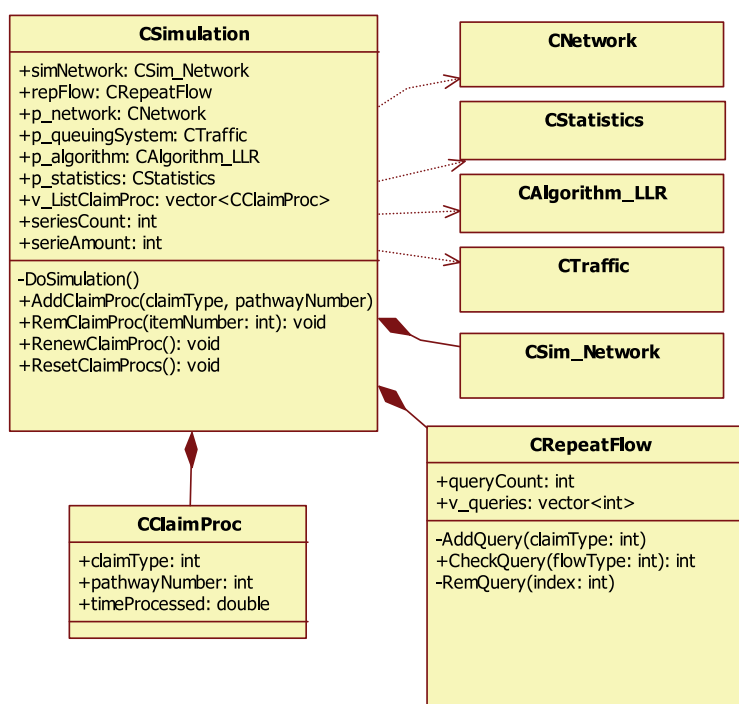 CSimulation
+simNetwork: CSim_Network
+repFlow: CRepeatFlow
+p_network: CNetwork
+p_queuingSystem: CTraffic
+p_algorithm: CAlgorithm_LLR
+p_statistics: CStatistics
+v_ListClaimProc: vector<CClaimProc>
+seriesCount: int
+serieAmount: int
-DoSimulation()
+AddClaimProc(claimType, pathwayNumber)
+RemClaimProc(itemNumber: int): void
+RenewClaimProc(): void
+ResetClaimProcs(): void
CNetwork
CStatistics
CAlgorithm_LLR
CTraffic
CSim_Network
CRepeatFlow
+queryCount: int
+v_queries: vector<int>
-AddQuery(claimType: int)
+CheckQuery(flowType: int): int
-RemQuery(index: int)
CClaimProc
+claimType: int
+pathwayNumber: int
+timeProcessed: double